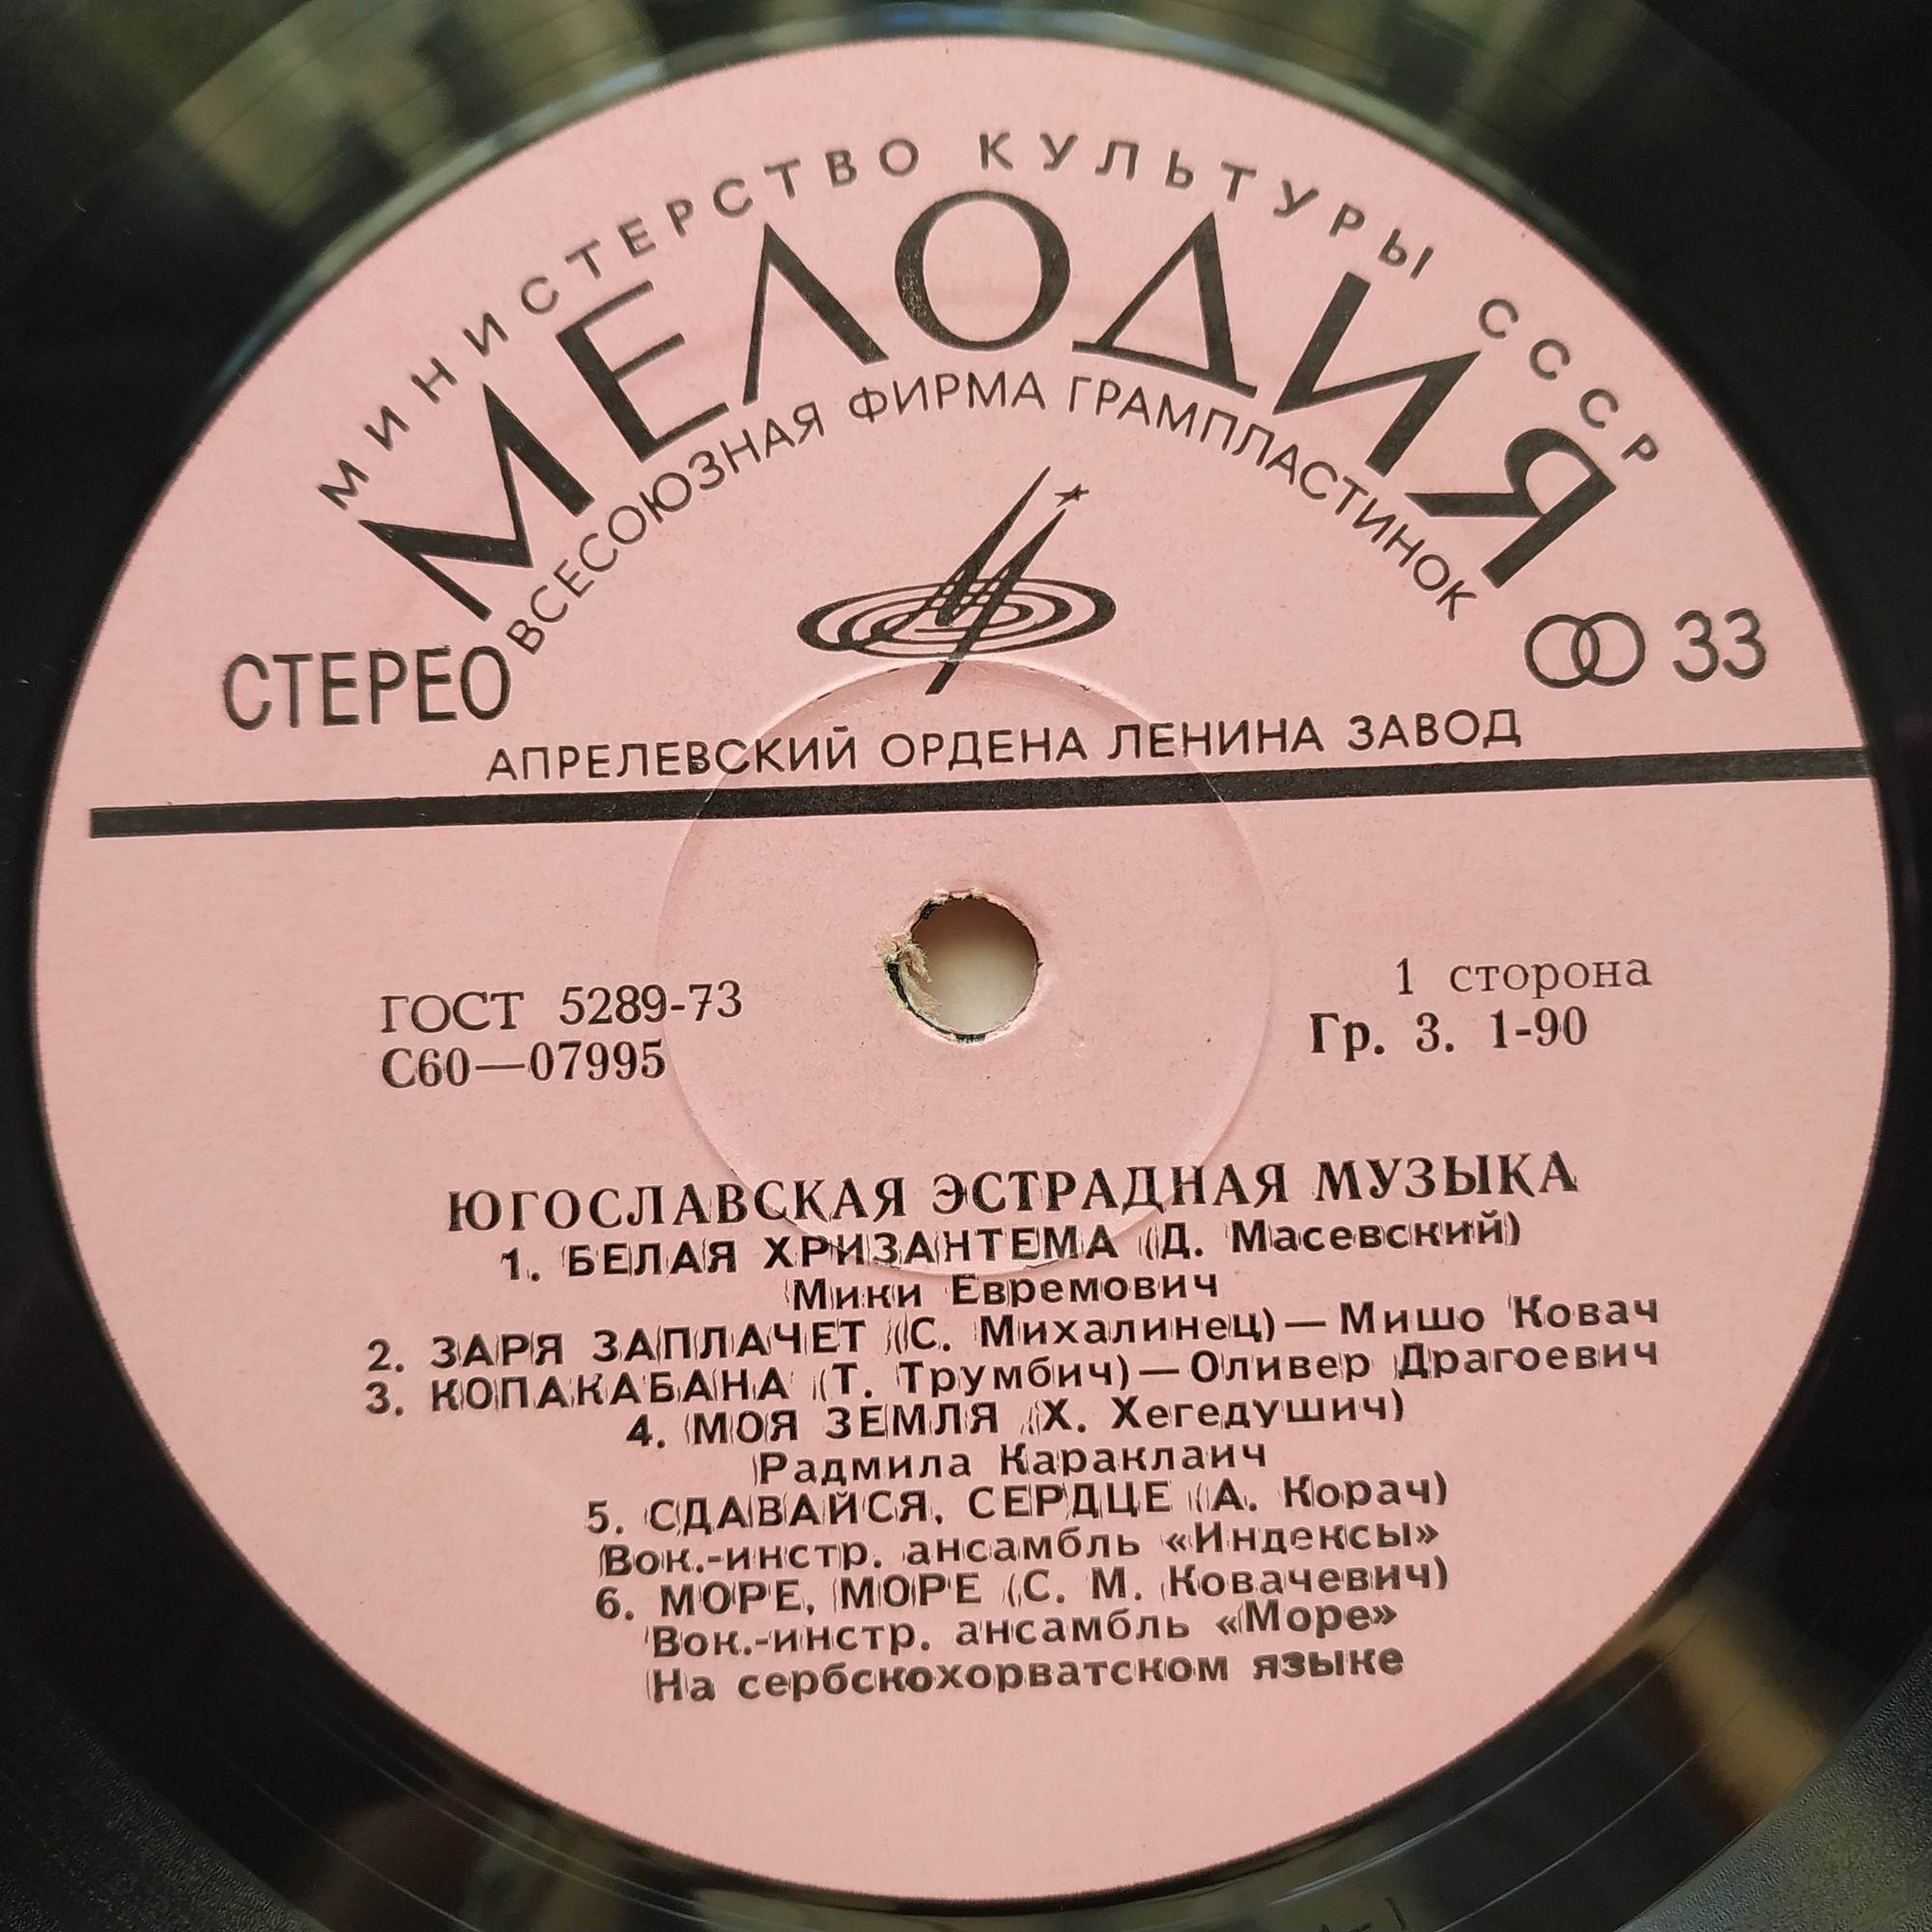 МИНИСТЕРСТВО КУЛЬТУРЫ СССР
МЕЛОДИЯ
ВСЕСОЮЗНАЯ ФИРМА ГРАМПЛАСТИНОК
СТЕРЕО
33
АПРЕЛЕВСКИЙ ОРДЕНА ЛЕНИНА ЗАВОД
ГОСТ 5289-73
С60—07995
1 сторона
Гр. 3. 1-90
ЮГОСЛАВСКАЯ ЭСТРАДНАЯ МУЗЫКА
1. БЕЛАЯ ХРИЗАНТЕМА (Д. Масевский)
Мики Евремович
2. ЗАРЯ ЗАПЛАЧЕТ (С. Михалинец) — Мишо Ковач
3. КОПАКАБАНА (Т. Трумбич) — Оливер Драгоевич
4. МОЯ ЗЕМЛЯ (Х. Хегедушич)
Радмила Караклаич
5. СДАВАЙСЯ, СЕРДЦЕ (А. Корач)
Вок.-инстр. ансамбль «Индексы»
6. МОРЕ, МОРЕ (С. М. Ковачевич)
Вок.-инстр. ансамбль «Море»
На сербскохорватском языке